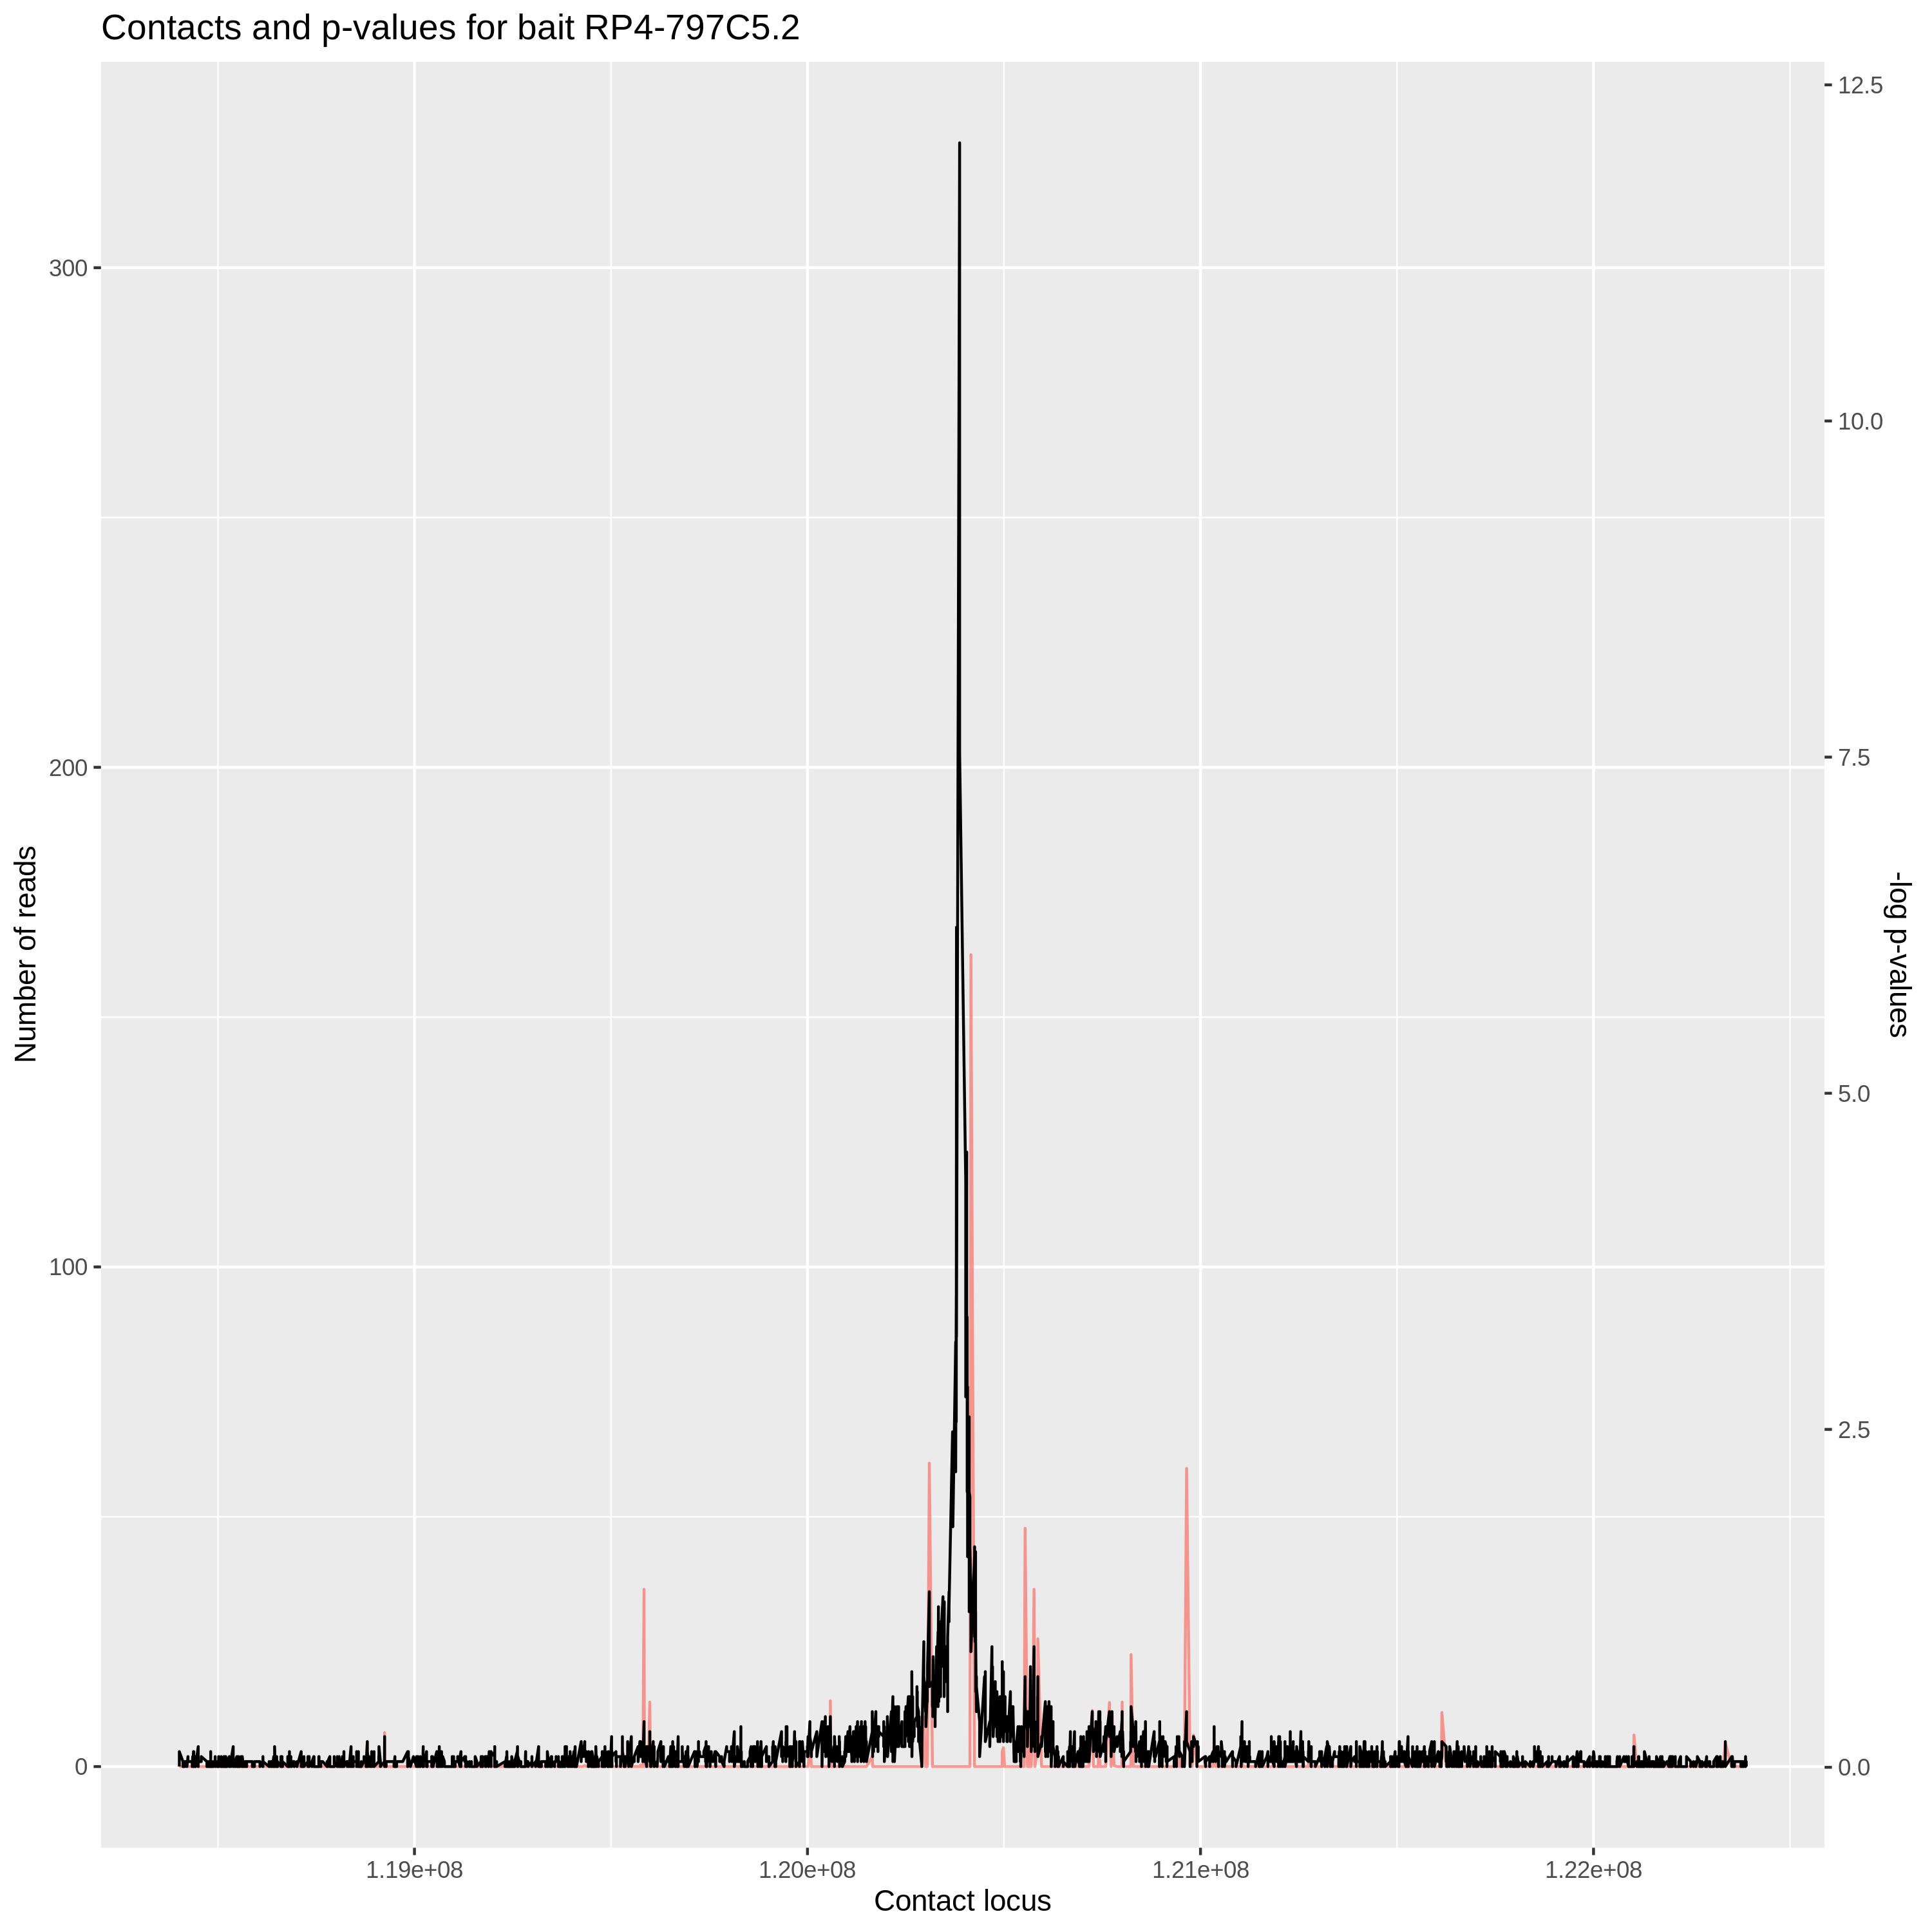 Contacts and p-values for bait RP4-797C5.2
12.5
10.0
7.5
5.0
2.5
0.0
-log p-values
300
200
100
0
Number of reads
1.19e+08 1.20e+08 1.21e+08 1.22e+08
Contact locus